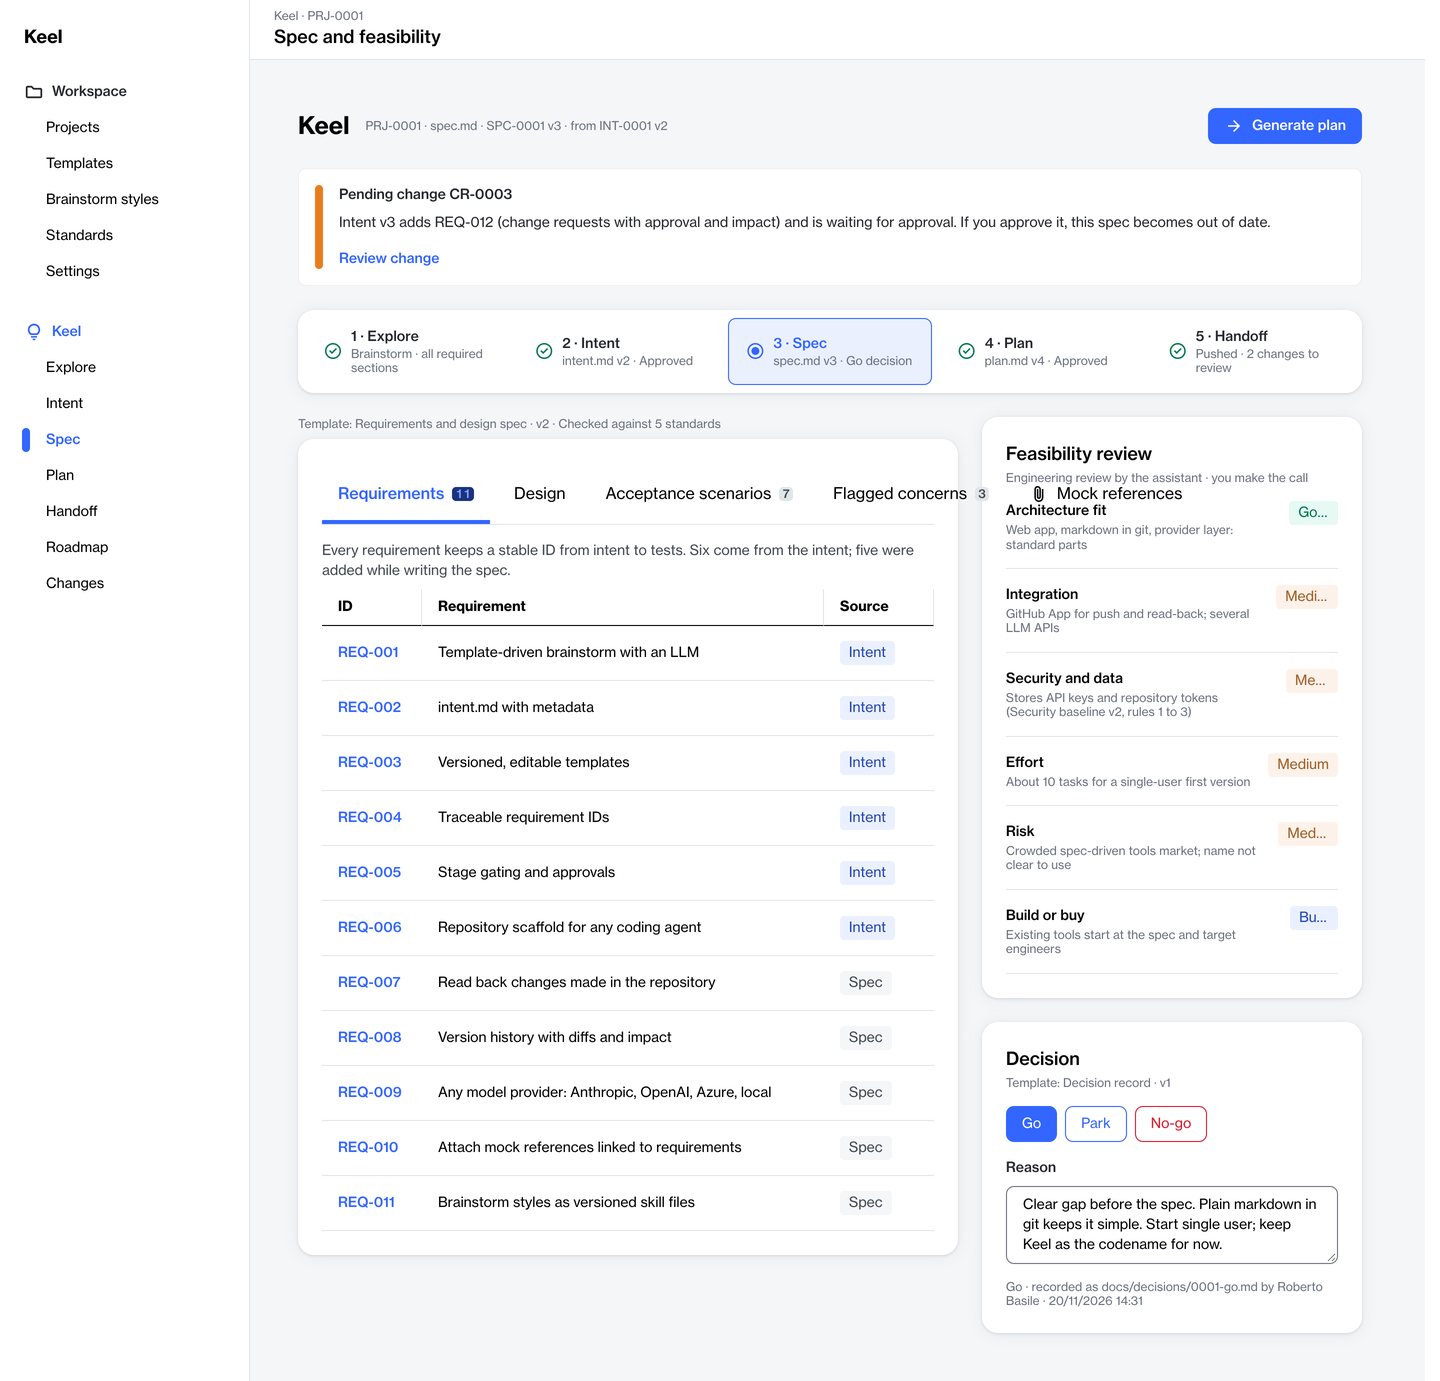 Keel
Workspace
Projects
Templates
Brainstorm styles
Standards
Settings
Keel
Explore
Intent
Spec
Plan
Handoff
Roadmap
Changes
Keel · PRJ-0001
Spec and feasibility
Keel
PRJ-0001 · spec.md · SPC-0001 v3 · from INT-0001 v2
Generate plan
Pending change CR-0003
Intent v3 adds REQ-012 (change requests with approval and impact) and is waiting for approval. If you approve it, this spec becomes out of date.
Review change
1 · Explore
Brainstorm · all required
sections
2 · Intent
intent.md v2 · Approved
3 · Spec
spec.md v3 · Go decision
4 · Plan
plan.md v4 · Approved
5 · Handoff
Pushed · 2 changes to
review
Template: Requirements and design spec · v2 · Checked against 5 standards
Requirements 11
Design
Acceptance scenarios 7
Flagged concerns 3
Mock references
Every requirement keeps a stable ID from intent to tests. Six come from the intent; five were
added while writing the spec.
ID Requirement Source
REQ-001 Template-driven brainstorm with an LLM Intent
REQ-002 intent.md with metadata Intent
REQ-003 Versioned, editable templates Intent
REQ-004 Traceable requirement IDs Intent
REQ-005 Stage gating and approvals Intent
REQ-006 Repository scaffold for any coding agent Intent
REQ-007 Read back changes made in the repository Spec
REQ-008 Version history with diffs and impact Spec
REQ-009 Any model provider: Anthropic, OpenAI, Azure, local Spec
REQ-010 Attach mock references linked to requirements Spec
REQ-011 Brainstorm styles as versioned skill files Spec
Feasibility review
Engineering review by the assistant · you make the call
Architecture fit
Go...
Web app, markdown in git, provider layer:
standard parts
Integration
Medi...
GitHub App for push and read-back; several
LLM APIs
Security and data
Me...
Stores API keys and repository tokens
(Security baseline v2, rules 1 to 3)
Effort
Medium
About 10 tasks for a single-user first version
Risk
Med...
Crowded spec-driven tools market; name not
clear to use
Build or buy
Bu...
Existing tools start at the spec and target
engineers
Decision
Template: Decision record · v1
Go
Park
No-go
Reason
Clear gap before the spec. Plain markdown in
git keeps it simple. Start single user; keep
Keel as the codename for now.
Go · recorded as docs/decisions/0001-go.md by Roberto
Basile · 20/11/2026 14:31